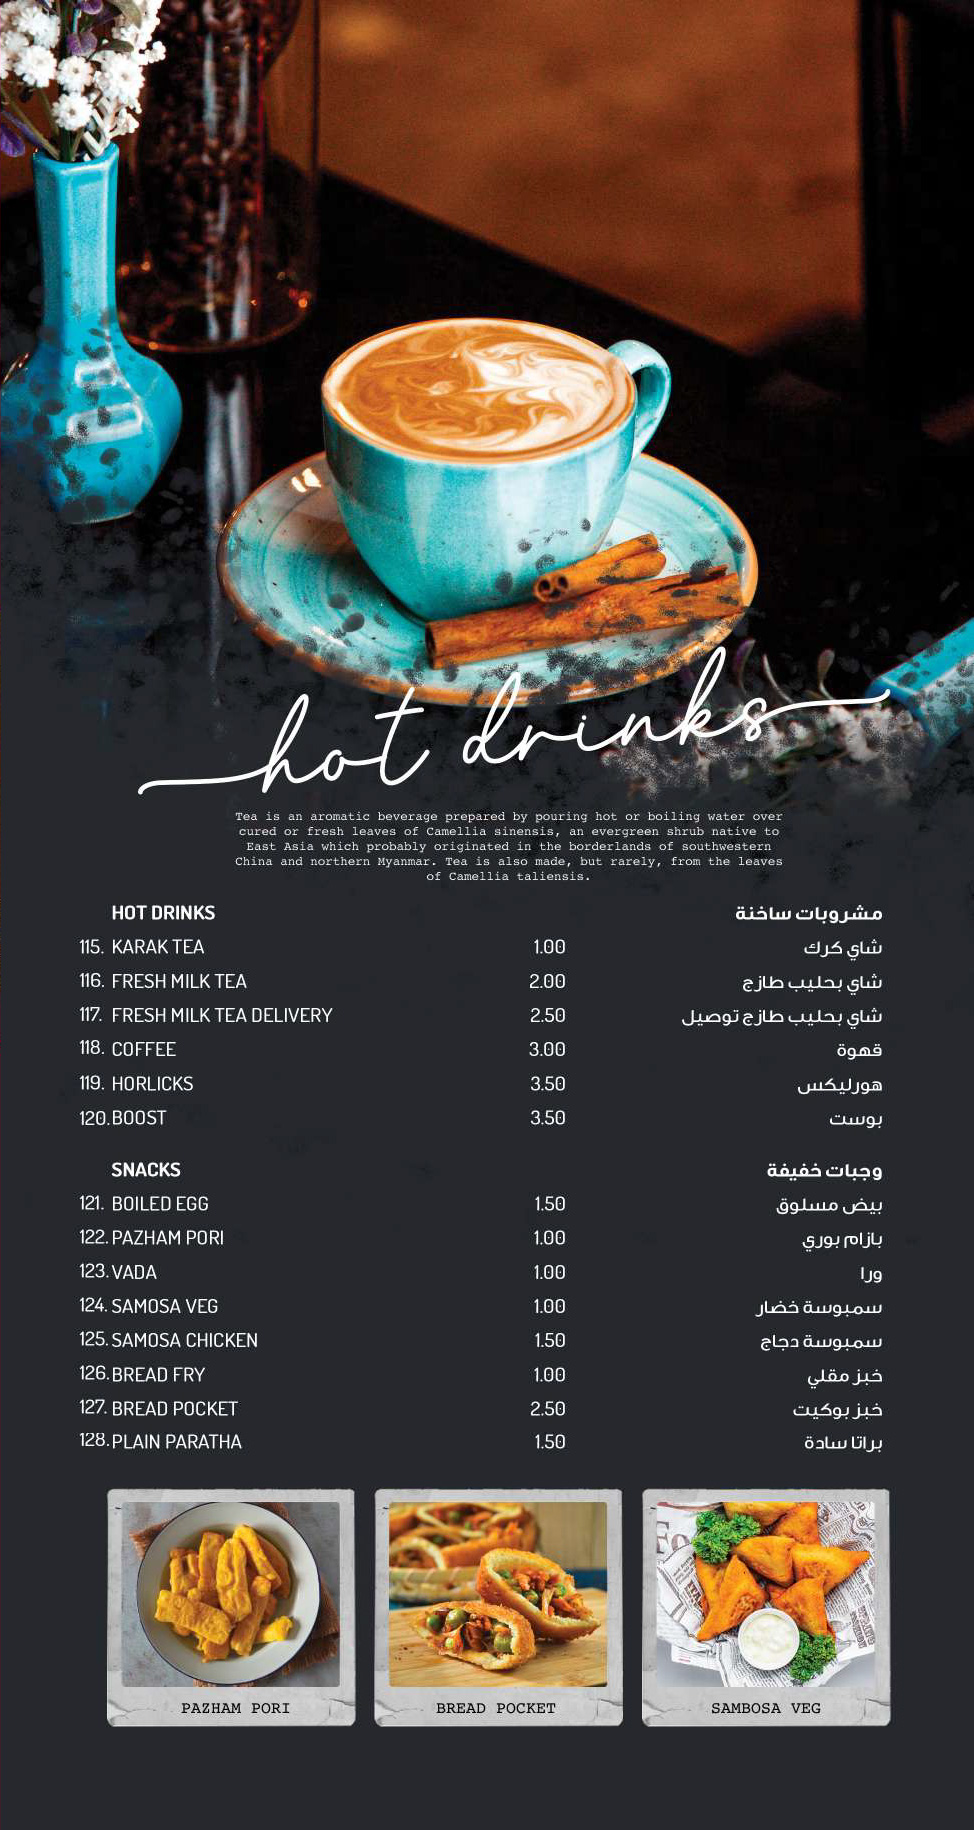 hot drinks
Tea is an aromatic beverage prepared by pouring hot or boiling water over
cured or fresh leaves of Camellia sinensis, an evergreen shrub native to
East Asia which probably originated in the borderlands of southwestern
China and northern Myanmar. Tea is also made, but rarely, from the leaves
of Camellia taliensis.
HOT DRINKS مشروبات ساخنة
115. KARAK TEA 1.00 شاي كرك
116. FRESH MILK TEA 2.00 شاي بحليب طازج
117. FRESH MILK TEA DELIVERY 2.50 شاي بحليب طازج توصيل
118. COFFEE 3.00 قهوة
119. HORLICKS 3.50 هورليكس
120. BOOST 3.50 بوست
SNACKS وجبات خفيفة
121. BOILED EGG 1.50 بيض مسلوق
122. PAZHAM PORI 1.00 بازام بوري
123. VADA 1.00 ورا
124. SAMOSA VEG 1.00 سمبوسة خضار
125. SAMOSA CHICKEN 1.50 سمبوسة دجاج
126. BREAD FRY 1.00 خبز مقلي
127. BREAD POCKET 2.50 خبز بوكيت
128. PLAIN PARATHA 1.50 براتا سادة
PAZHAM PORI
BREAD POCKET
SAMBOSA VEG